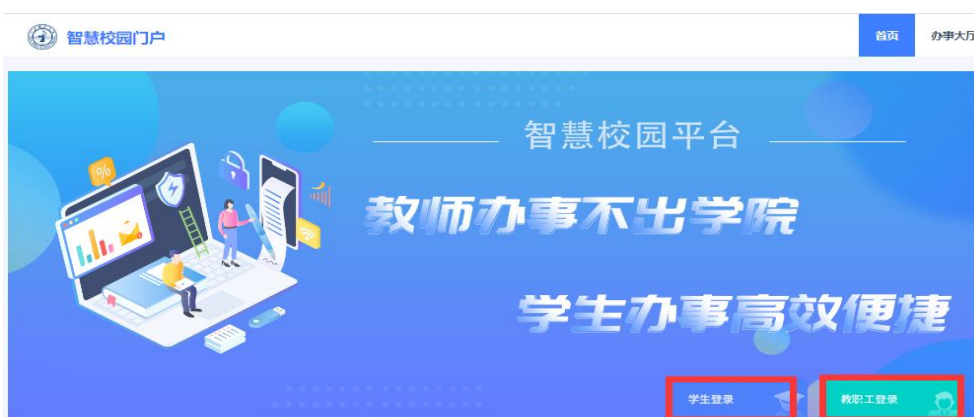 智慧校园门户
首页 办事大厅
智慧校园平台
教师办事不出学院
学生办事高效便捷
%
学生登录 教职工登录